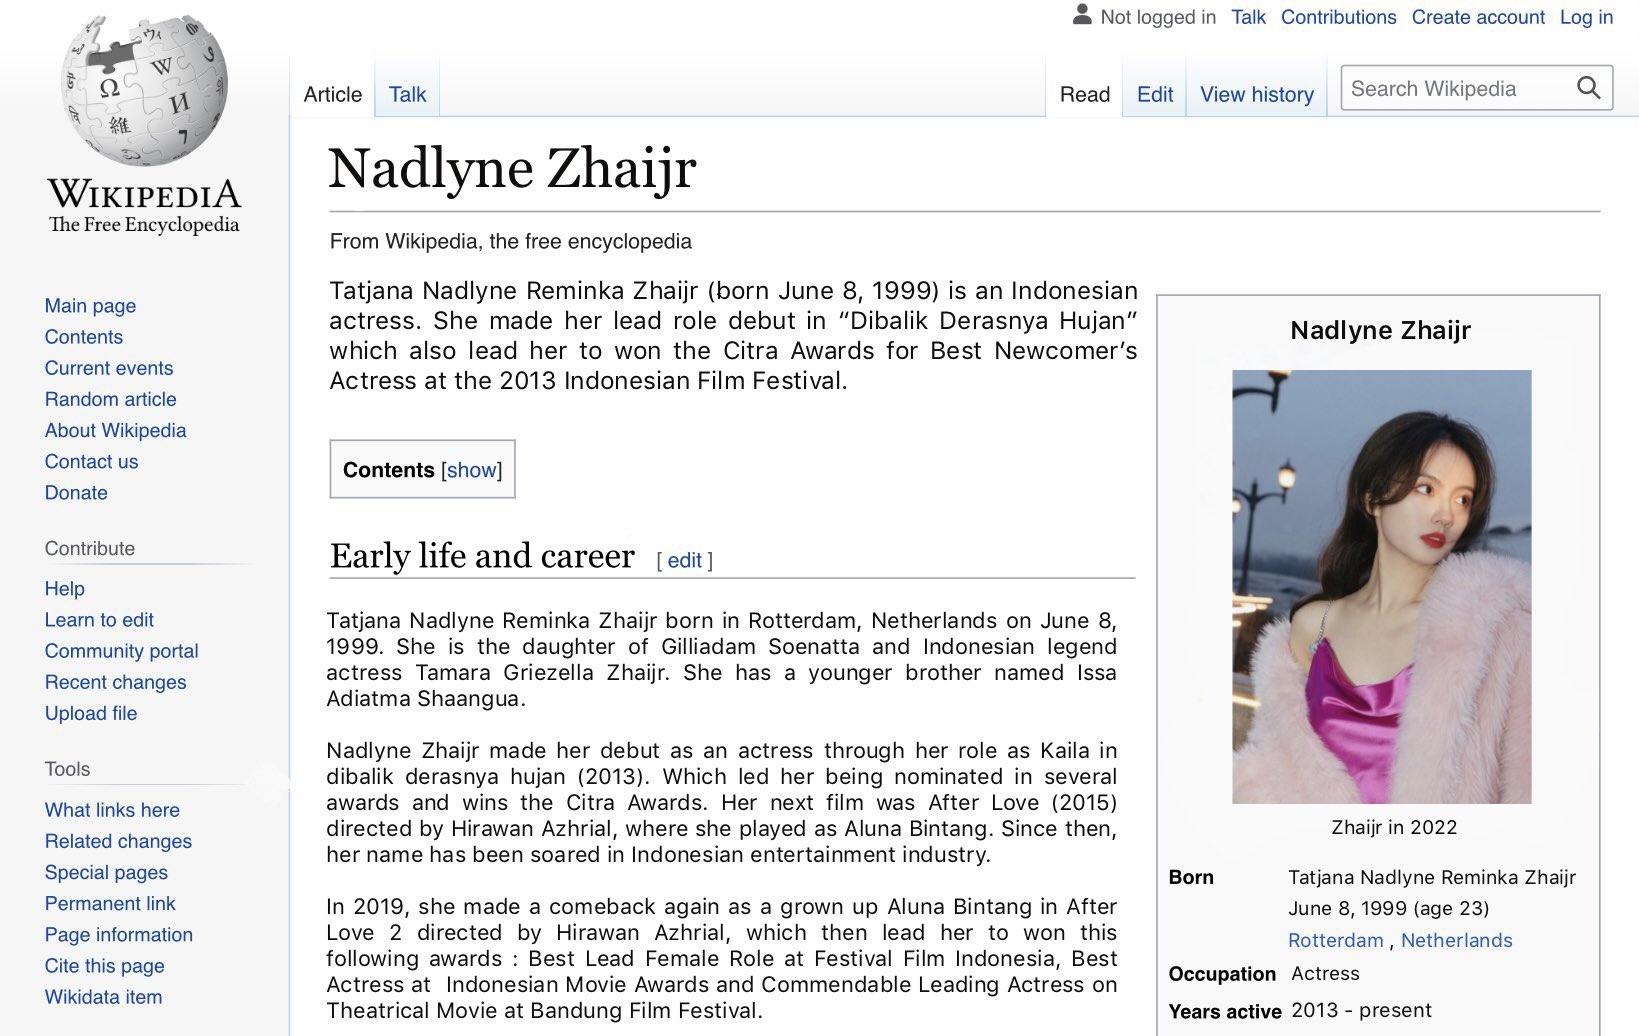 Not logged in Talk Contributions Create account Log in
Article Talk Read Edit View history Search Wikipedia
Ω W И 維 7 ウィ
WIKIPEDIA
The Free Encyclopedia
Main page
Contents
Current events
Random article
About Wikipedia
Contact us
Donate
Contribute
Help
Learn to edit
Community portal
Recent changes
Upload file
Tools
What links here
Related changes
Special pages
Permanent link
Page information
Cite this page
Wikidata item
Nadlyne Zhaijr
From Wikipedia, the free encyclopedia
Tatjana Nadlyne Reminka Zhaijr (born June 8, 1999) is an Indonesian
actress. She made her lead role debut in “Dibalik Derasnya Hujan”
which also lead her to won the Citra Awards for Best Newcomer’s
Actress at the 2013 Indonesian Film Festival.
Contents [show]
Early life and career [ edit ]
Tatjana Nadlyne Reminka Zhaijr born in Rotterdam, Netherlands on June 8,
1999. She is the daughter of Gilliadam Soenatta and Indonesian legend
actress Tamara Griezella Zhaijr. She has a younger brother named Issa
Adiatma Shaangua.
Nadlyne Zhaijr made her debut as an actress through her role as Kaila in
dibalik derasnya hujan (2013). Which led her being nominated in several
awards and wins the Citra Awards. Her next film was After Love (2015)
directed by Hirawan Azhrial, where she played as Aluna Bintang. Since then,
her name has been soared in Indonesian entertainment industry.
In 2019, she made a comeback again as a grown up Aluna Bintang in After
Love 2 directed by Hirawan Azhrial, which then lead her to won this
following awards : Best Lead Female Role at Festival Film Indonesia, Best
Actress at Indonesian Movie Awards and Commendable Leading Actress on
Theatrical Movie at Bandung Film Festival.
Nadlyne Zhaijr
Zhaijr in 2022
Born Tatjana Nadlyne Reminka Zhaijr
June 8, 1999 (age 23)
Rotterdam , Netherlands
Occupation Actress
Years active 2013 - present